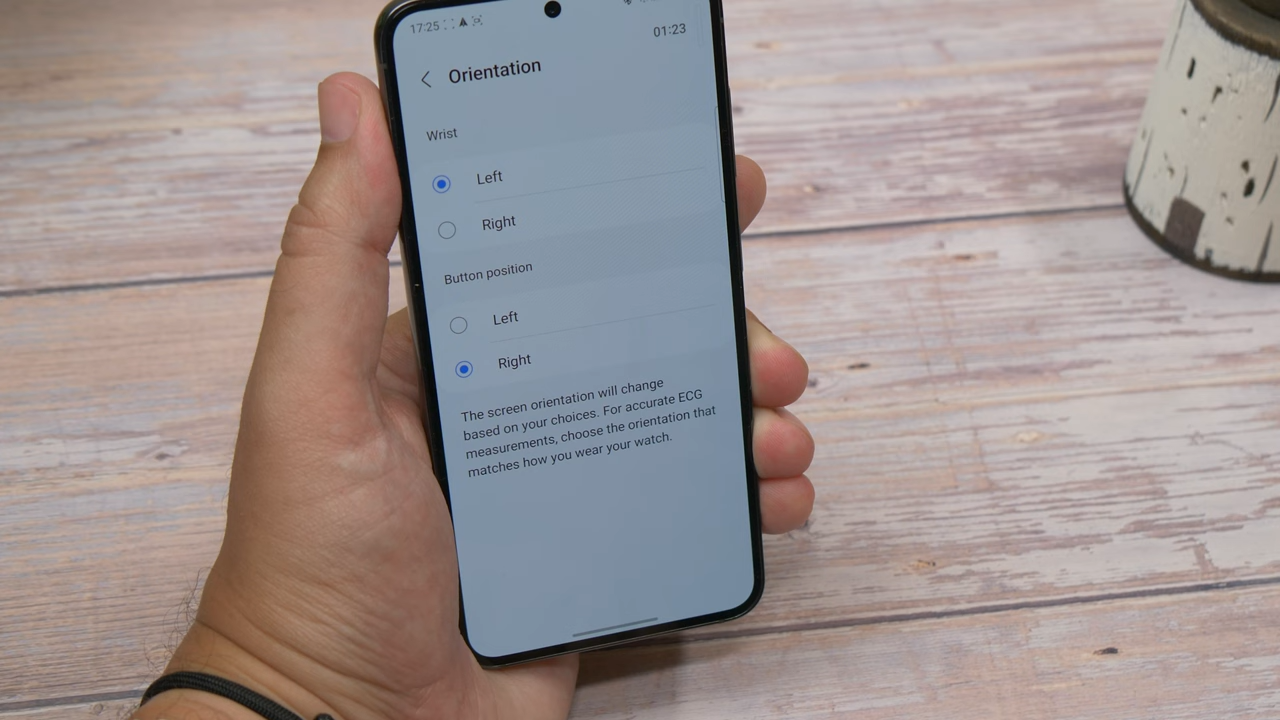 17:25
01:23
Orientation
Wrist
Left
Right
Button position
Left
Right
The screen orientation will change
based on your choices. For accurate ECG
measurements, choose the orientation that
matches how you wear your watch.